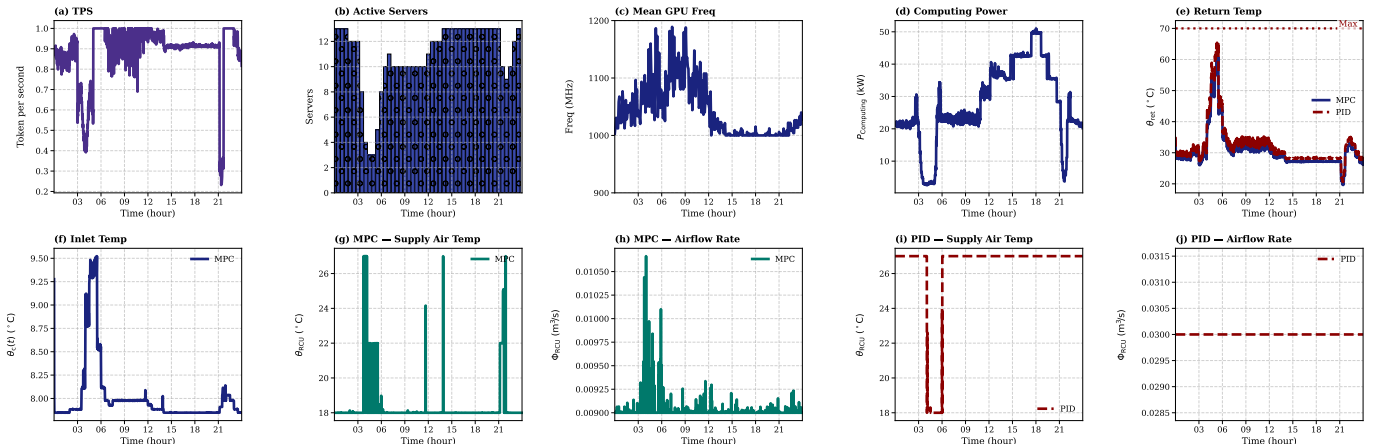 (a) TPS
Token per second
1.0
0.9
0.8
0.7
0.6
0.5
0.4
0.3
0.2
03 06 09 12 15 18 21
Time (hour)
(b) Active Servers
Servers
12
10
8
6
4
2
0
03 06 09 12 15 18 21
Time (hour)
(c) Mean GPU Freq
Freq (MHz)
1200
1100
1000
900
03 06 09 12 15 18 21
Time (hour)
(d) Computing Power
P_Computing (kW)
50
40
30
20
10
03 06 09 12 15 18 21
Time (hour)
(e) Return Temp
Max
θ_ret (°C)
70
60
50
40
30
20
MPC
PID
03 06 09 12 15 18 21
Time (hour)
(f) Inlet Temp
MPC
θ_c(t) (°C)
9.50
9.25
9.00
8.75
8.50
8.25
8.00
03 06 09 12 15 18 21
Time (hour)
(g) MPC — Supply Air Temp
MPC
θ_RCU (°C)
26
24
22
20
18
03 06 09 12 15 18 21
Time (hour)
(h) MPC — Airflow Rate
MPC
Φ_RCU (m³/s)
0.01050
0.01025
0.01000
0.00975
0.00950
0.00925
0.00900
03 06 09 12 15 18 21
Time (hour)
(i) PID — Supply Air Temp
θ_RCU (°C)
26
24
22
20
18
PID
03 06 09 12 15 18 21
Time (hour)
(j) PID — Airflow Rate
PID
Φ_RCU (m³/s)
0.0315
0.0310
0.0305
0.0300
0.0295
0.0290
0.0285
03 06 09 12 15 18 21
Time (hour)